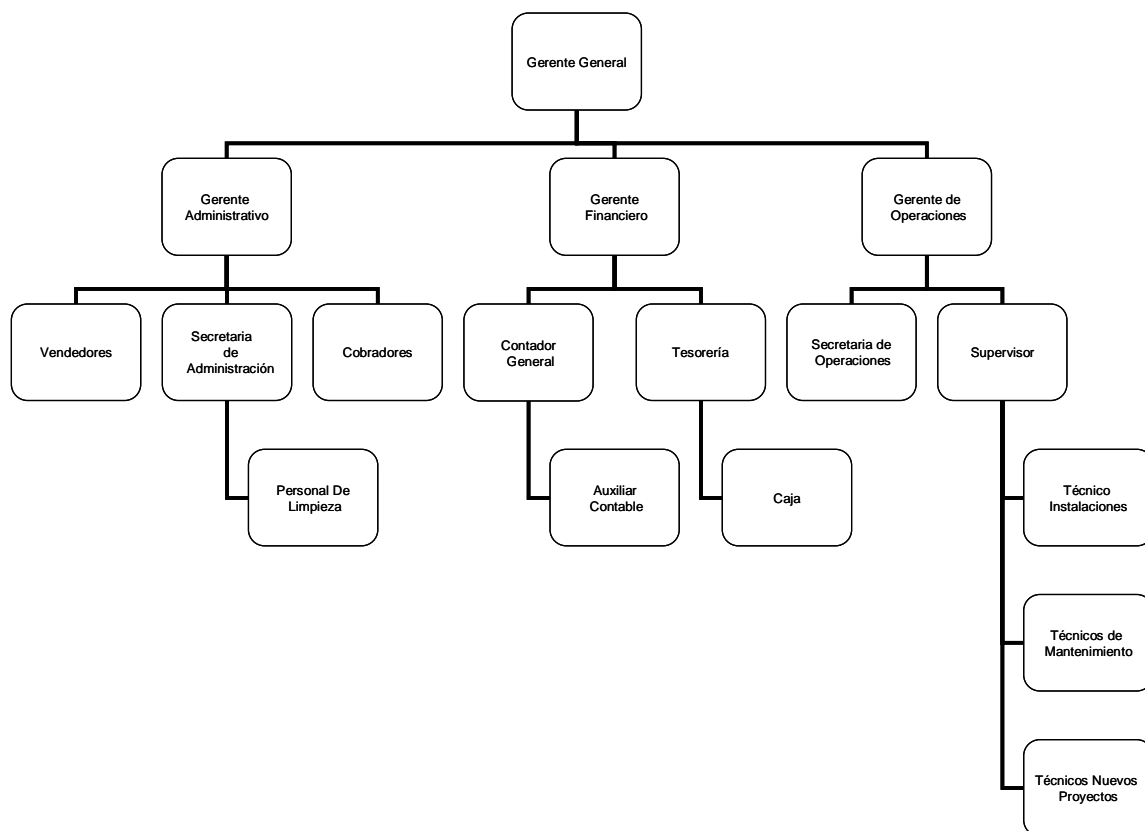 Gerente General
Gerente
Administrativo
Gerente
Financiero
Gerente de
Operaciones
Vendedores
Secretaria
de
Administración
Cobradores
Contador
General
Tesorería
Secretaria de
Operaciones
Supervisor
Personal De
Limpieza
Auxiliar
Contable
Caja
Técnico
Instalaciones
Técnicos de
Mantenimiento
Técnicos Nuevos
Proyectos